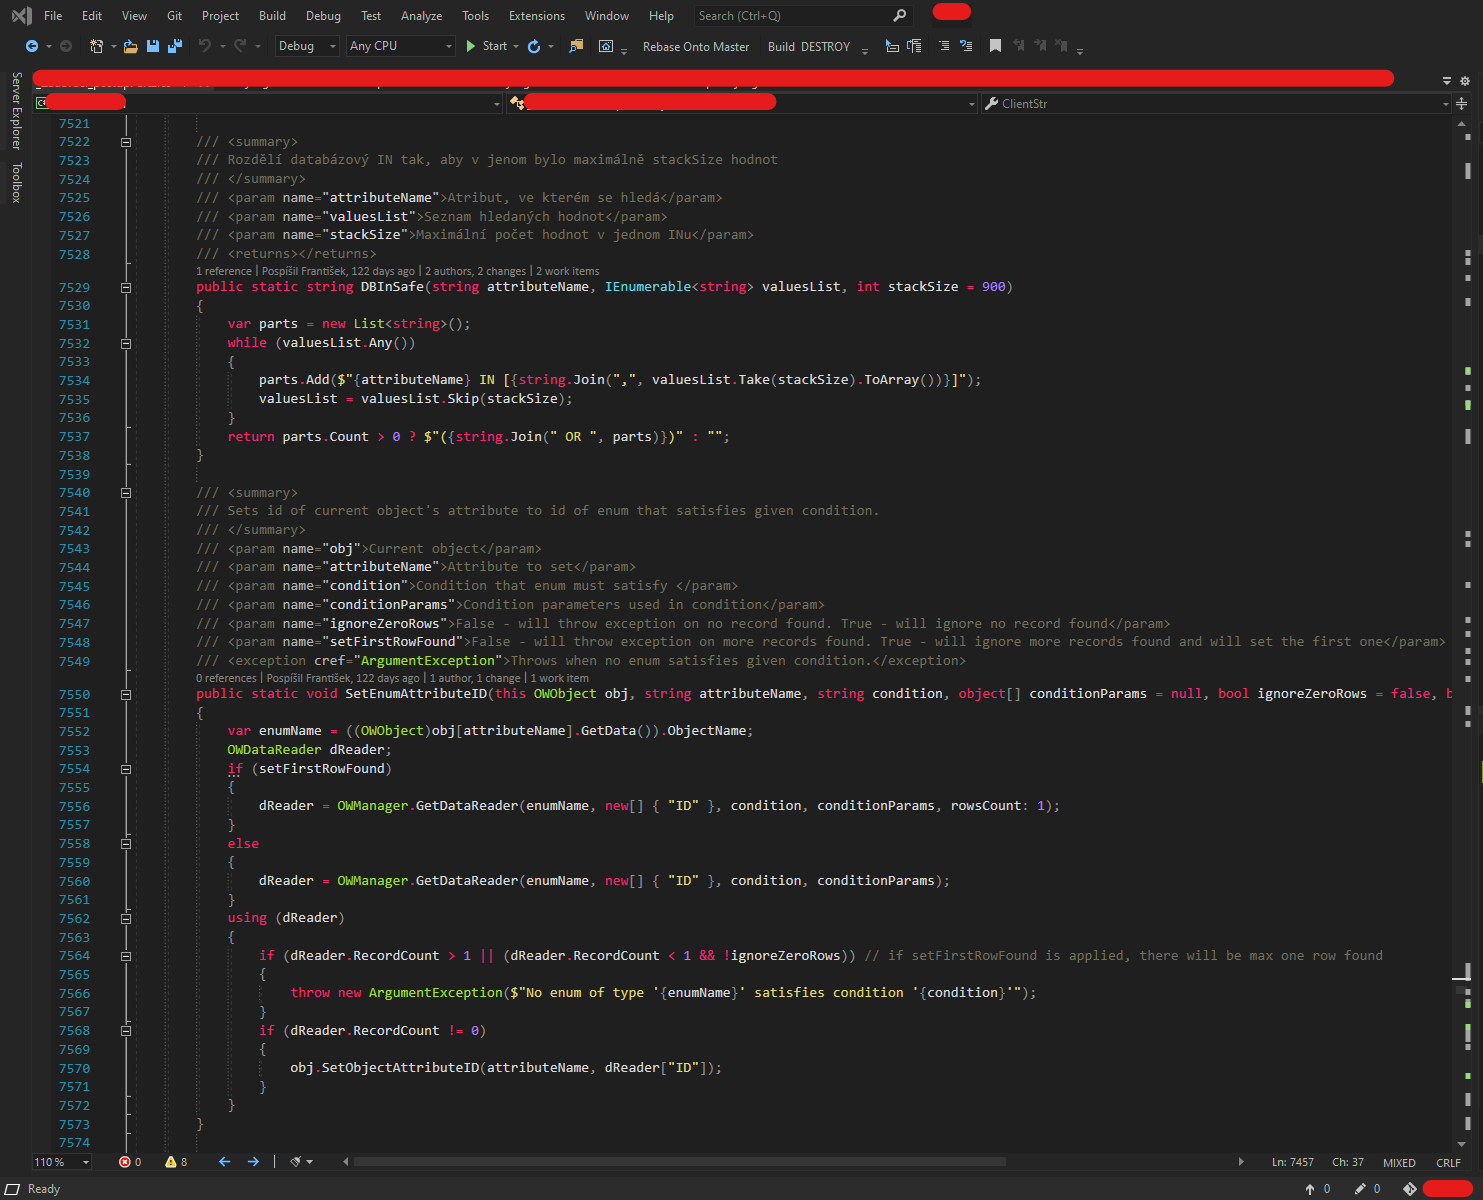 File Edit View Git Project Build Debug Test Analyze Tools Extensions Window Help Search (Ctrl+Q)
Debug Any CPU Start Rebase Onto Master Build DESTROY
Server Explorer
Toolbox
ClientStr
7521
7522 /// <summary>
7523 /// Rozdělí databázový IN tak, aby v jenom bylo maximálně stackSize hodnot
7524 /// </summary>
7525 /// <param name="attributeName">Atribut, ve kterém se hledá</param>
7526 /// <param name="valuesList">Seznam hledaných hodnot</param>
7527 /// <param name="stackSize">Maximální počet hodnot v jednom INu</param>
7528 /// <returns></returns>
1 reference | Pospíšil František, 122 days ago | 2 authors, 2 changes | 2 work items
7529 public static string DBInSafe(string attributeName, IEnumerable<string> valuesList, int stackSize = 900)
7530 {
7531 var parts = new List<string>();
7532 while (valuesList.Any())
7533 {
7534 parts.Add($"{attributeName} IN [{string.Join(",", valuesList.Take(stackSize).ToArray())}]");
7535 valuesList = valuesList.Skip(stackSize);
7536 }
7537 return parts.Count > 0 ? $"({string.Join(" OR ", parts)})" : "";
7538 }
7539
7540 /// <summary>
7541 /// Sets id of current object's attribute to id of enum that satisfies given condition.
7542 /// </summary>
7543 /// <param name="obj">Current object</param>
7544 /// <param name="attributeName">Attribute to set</param>
7545 /// <param name="condition">Condition that enum must satisfy </param>
7546 /// <param name="conditionParams">Condition parameters used in condition</param>
7547 /// <param name="ignoreZeroRows">False - will throw exception on no record found. True - will ignore no record found</param>
7548 /// <param name="setFirstRowFound">False - will throw exception on more records found. True - will ignore more records found and will set the first one</param>
7549 /// <exception cref="ArgumentException">Throws when no enum satisfies given condition.</exception>
0 references | Pospíšil František, 122 days ago | 1 author, 1 change | 1 work item
7550 public static void SetEnumAttributeID(this OWObject obj, string attributeName, string condition, object[] conditionParams = null, bool ignoreZeroRows = false, b
7551 {
7552 var enumName = ((OWObject)obj[attributeName].GetData()).ObjectName;
7553 OWDataReader dReader;
7554 if (setFirstRowFound)
7555 {
7556 dReader = OWManager.GetDataReader(enumName, new[] { "ID" }, condition, conditionParams, rowsCount: 1);
7557 }
7558 else
7559 {
7560 dReader = OWManager.GetDataReader(enumName, new[] { "ID" }, condition, conditionParams);
7561 }
7562 using (dReader)
7563 {
7564 if (dReader.RecordCount > 1 || (dReader.RecordCount < 1 && !ignoreZeroRows)) // if setFirstRowFound is applied, there will be max one row found
7565 {
7566 throw new ArgumentException($"No enum of type '{enumName}' satisfies condition '{condition}'");
7567 }
7568 if (dReader.RecordCount != 0)
7569 {
7570 obj.SetObjectAttributeID(attributeName, dReader["ID"]);
7571 }
7572 }
7573 }
7574
110 % 0 8 Ln: 7457 Ch: 37 MIXED CRLF
Ready 0 0